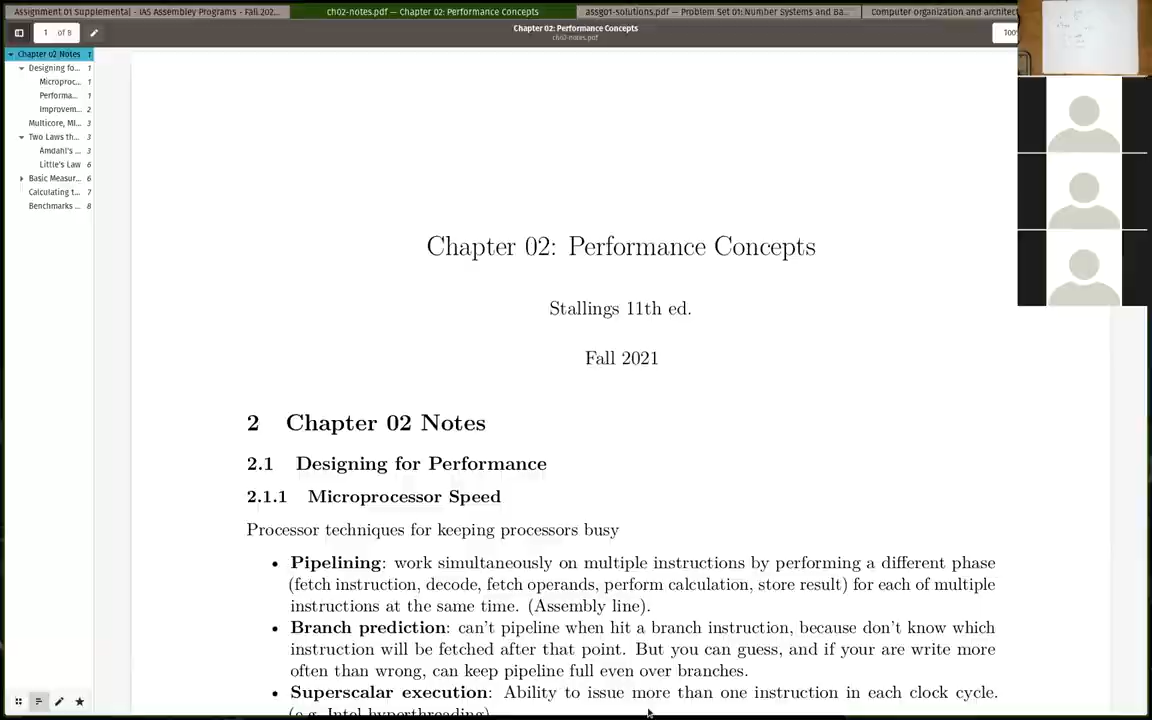 Assignment 01 Supplemental - IAS Assembley Programs - Fall 202...
ch02-notes.pdf — Chapter 02: Performance Concepts
assg01-solutions.pdf — Problem Set 01: Number Systems and Ba...
Computer organization and architect
1 of 8
Chapter 02: Performance Concepts
ch02-notes.pdf
100
Chapter 02 Notes 1
Designing fo... 1
Microproc... 1
Performa... 1
Improvem... 2
Multicore, MI... 3
Two Laws th... 3
Amdahl's ... 3
Little's Law 6
Basic Measur... 6
Calculating t... 7
Benchmarks ... 8
Chapter 02: Performance Concepts
Stallings 11th ed.
Fall 2021
2 Chapter 02 Notes
2.1 Designing for Performance
2.1.1 Microprocessor Speed
Processor techniques for keeping processors busy
• Pipelining: work simultaneously on multiple instructions by performing a different phase
(fetch instruction, decode, fetch operands, perform calculation, store result) for each of multiple
instructions at the same time. (Assembly line).
• Branch prediction: can't pipeline when hit a branch instruction, because don't know which
instruction will be fetched after that point. But you can guess, and if your are write more
often than wrong, can keep pipeline full even over branches.
• Superscalar execution: Ability to issue more than one instruction in each clock cycle.
(e.g. Intel hyperthreading)